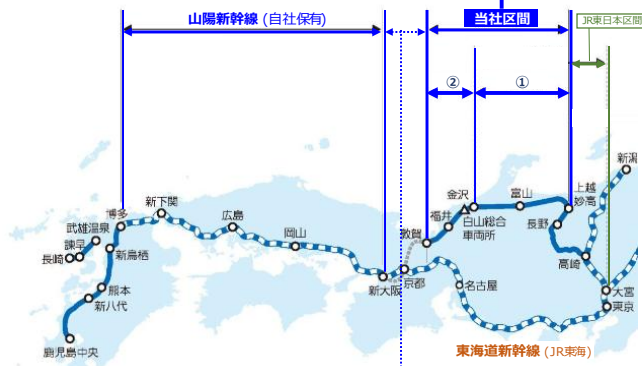 山陽新幹線 (自社保有)
当社区間
JR東日本区間
②
①
新潟
金沢
富山
上越
妙高
新下関
博多
広島
福井
白山総合
車両所
武雄温泉
長野
諫早
岡山
敦賀
長崎
新鳥栖
高崎
新大阪
京都
名古屋
大宮
熊本
新八代
東京
鹿児島中央
東海道新幹線 (JR東海)